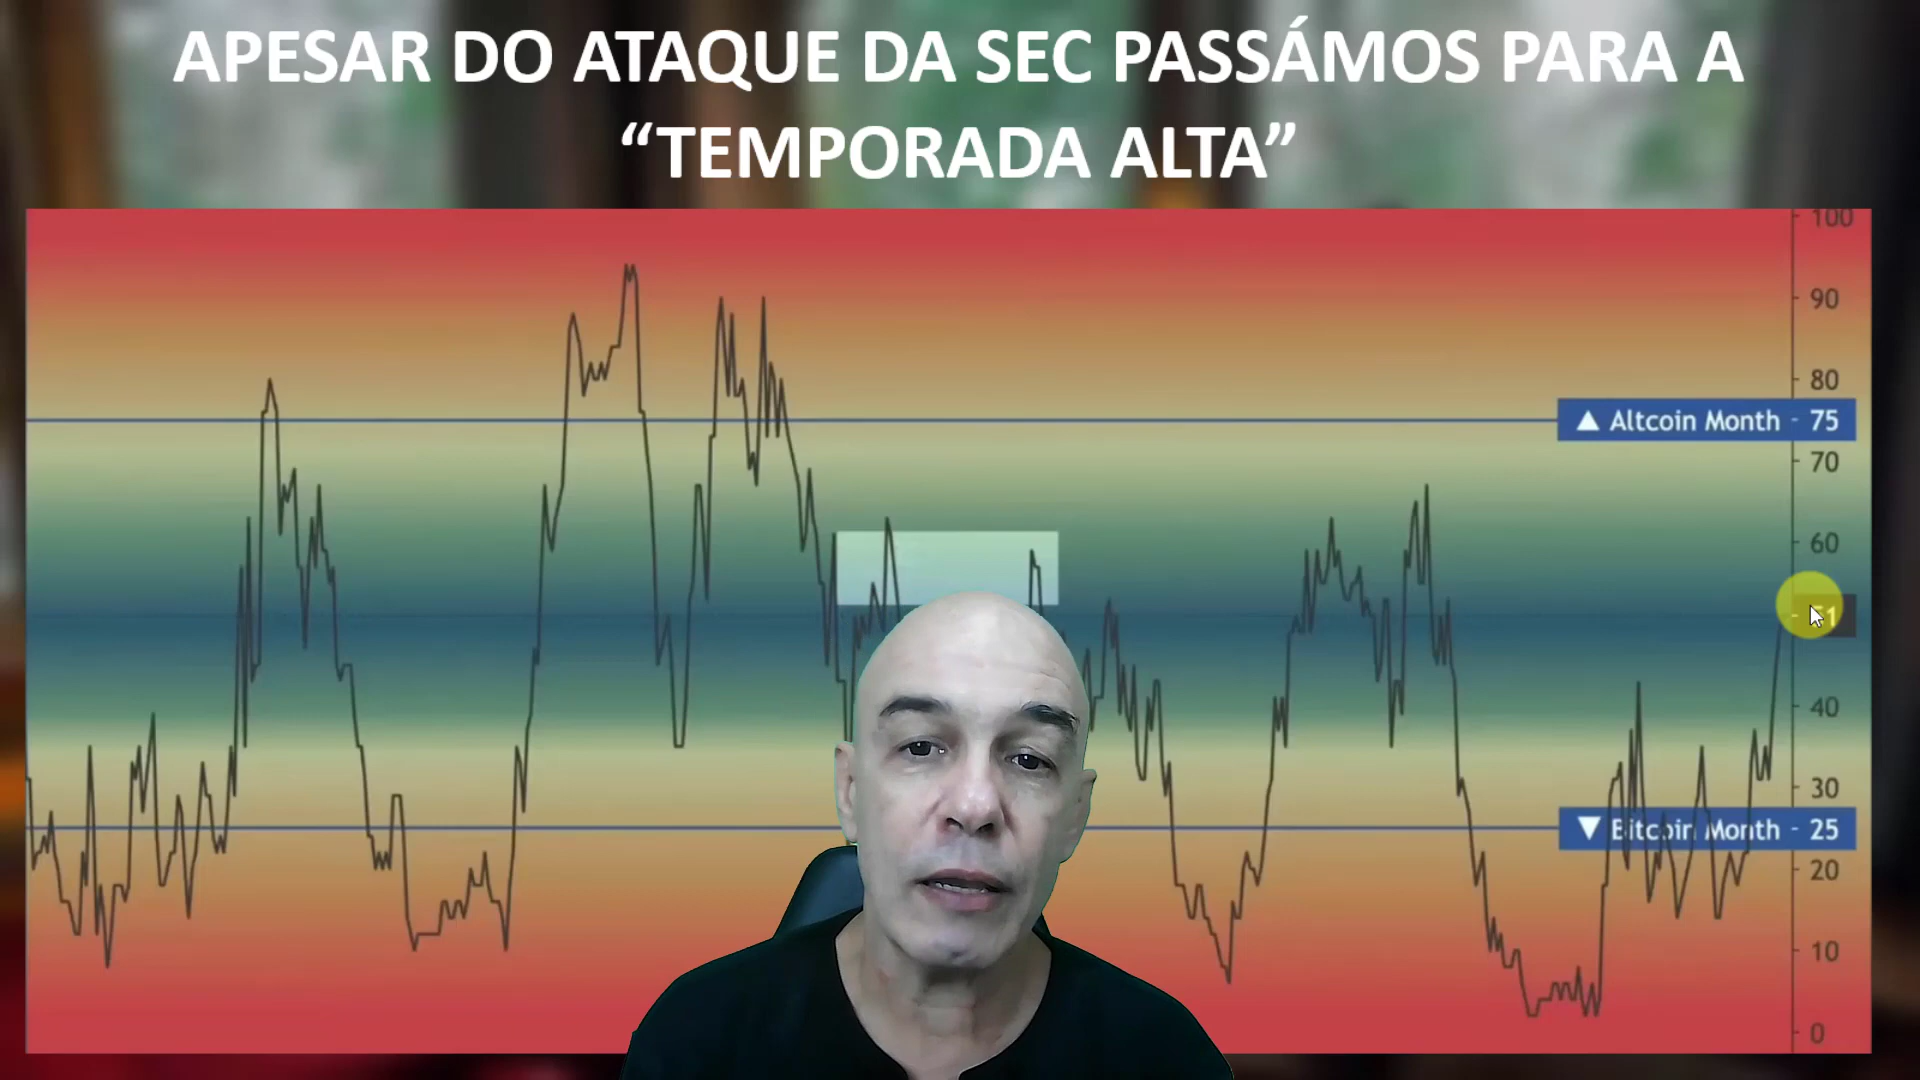 APESAR DO ATAQUE DA SEC PASSÁMOS PARA A
“TEMPORADA ALTA”
100
90
80
▲ Altcoin Month - 75
70
60
40
30
▼ Bitcoin Month - 25
20
10
0